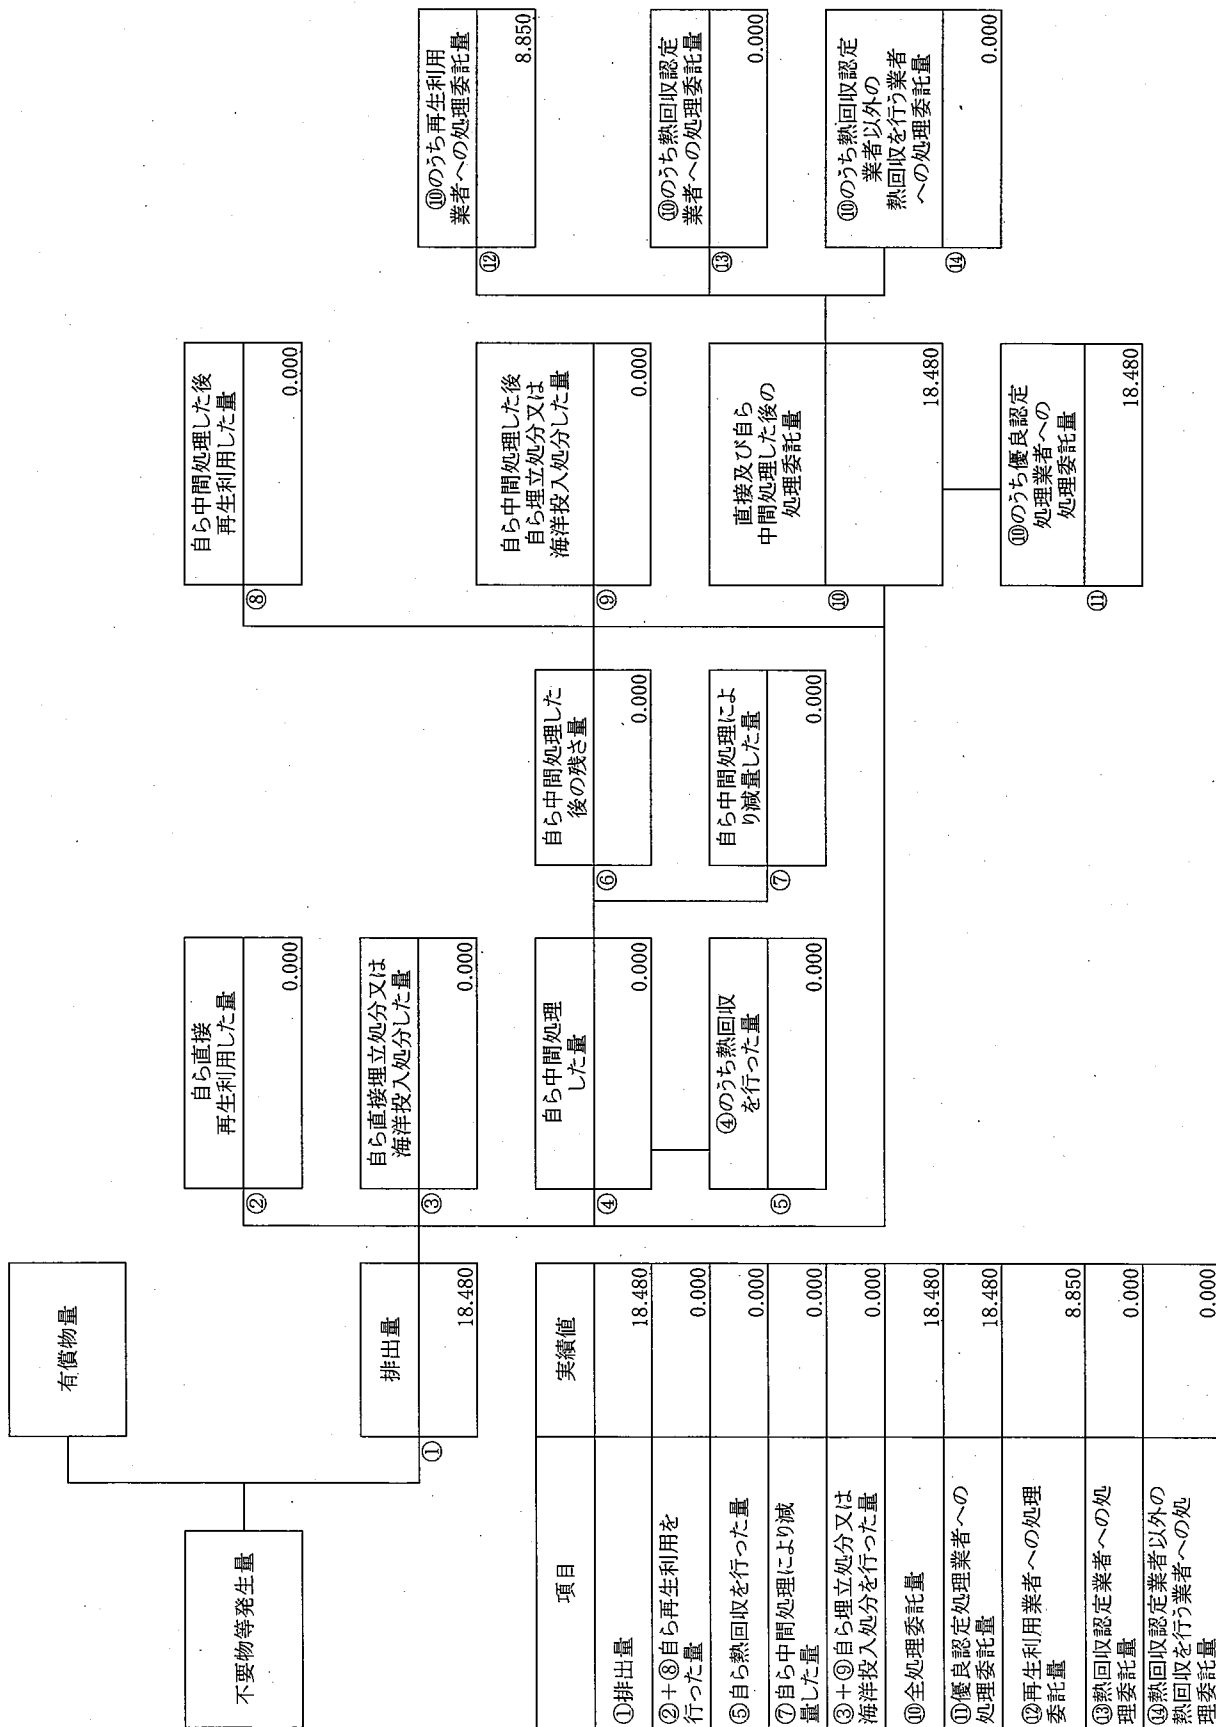 不要物等発生量
有償物量
排出量
①
18.480
自ら直接
再生利用した量
②
0.000
自ら直接埋立処分又は
海洋投入処分した量
③
0.000
自ら中間処理
した量
④
0.000
④のうち熱回収
を行った量
⑤
0.000
自ら中間処理した
後の残さ量
⑥
0.000
自ら中間処理によ
り減量した量
⑦
0.000
自ら中間処理した後
再生利用した量
⑧
0.000
自ら中間処理した後
自ら埋立処分又は
海洋投入処分した量
⑨
0.000
直接及び自ら
中間処理した後の
処理委託量
⑩
18.480
⑩のうち優良認定
処理業者への
処理委託量
⑪
18.480
⑩のうち再生利用
業者への処理委託量
⑫
8.850
⑩のうち熱回収認定
業者への処理委託量
⑬
0.000
⑩のうち熱回収認定
業者以外の
熱回収を行う業者
への処理委託量
⑭
0.000
項目 実績値
①排出量 18.480
②+⑧自ら再生利用を
行った量 0.000
⑤自ら熱回収を行った量 0.000
⑦自ら中間処理により減
量した量 0.000
③+⑨自ら埋立処分又は
海洋投入処分を行った量 0.000
⑩全処理委託量 18.480
⑪優良認定処理業者への
処理委託量 18.480
⑫再生利用業者への処理
委託量 8.850
⑬熱回収認定業者への処
理委託量 0.000
⑭熱回収認定業者以外の
熱回収を行う業者への処
理委託量 0.000